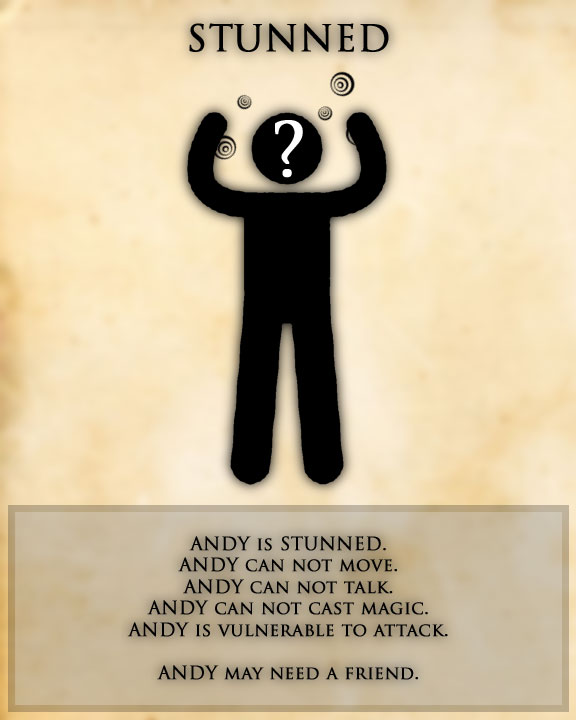 STUNNED
?
ANDY IS STUNNED.
ANDY CAN NOT MOVE.
ANDY CAN NOT TALK.
ANDY CAN NOT CAST MAGIC.
ANDY IS VULNERABLE TO ATTACK.
ANDY MAY NEED A FRIEND.